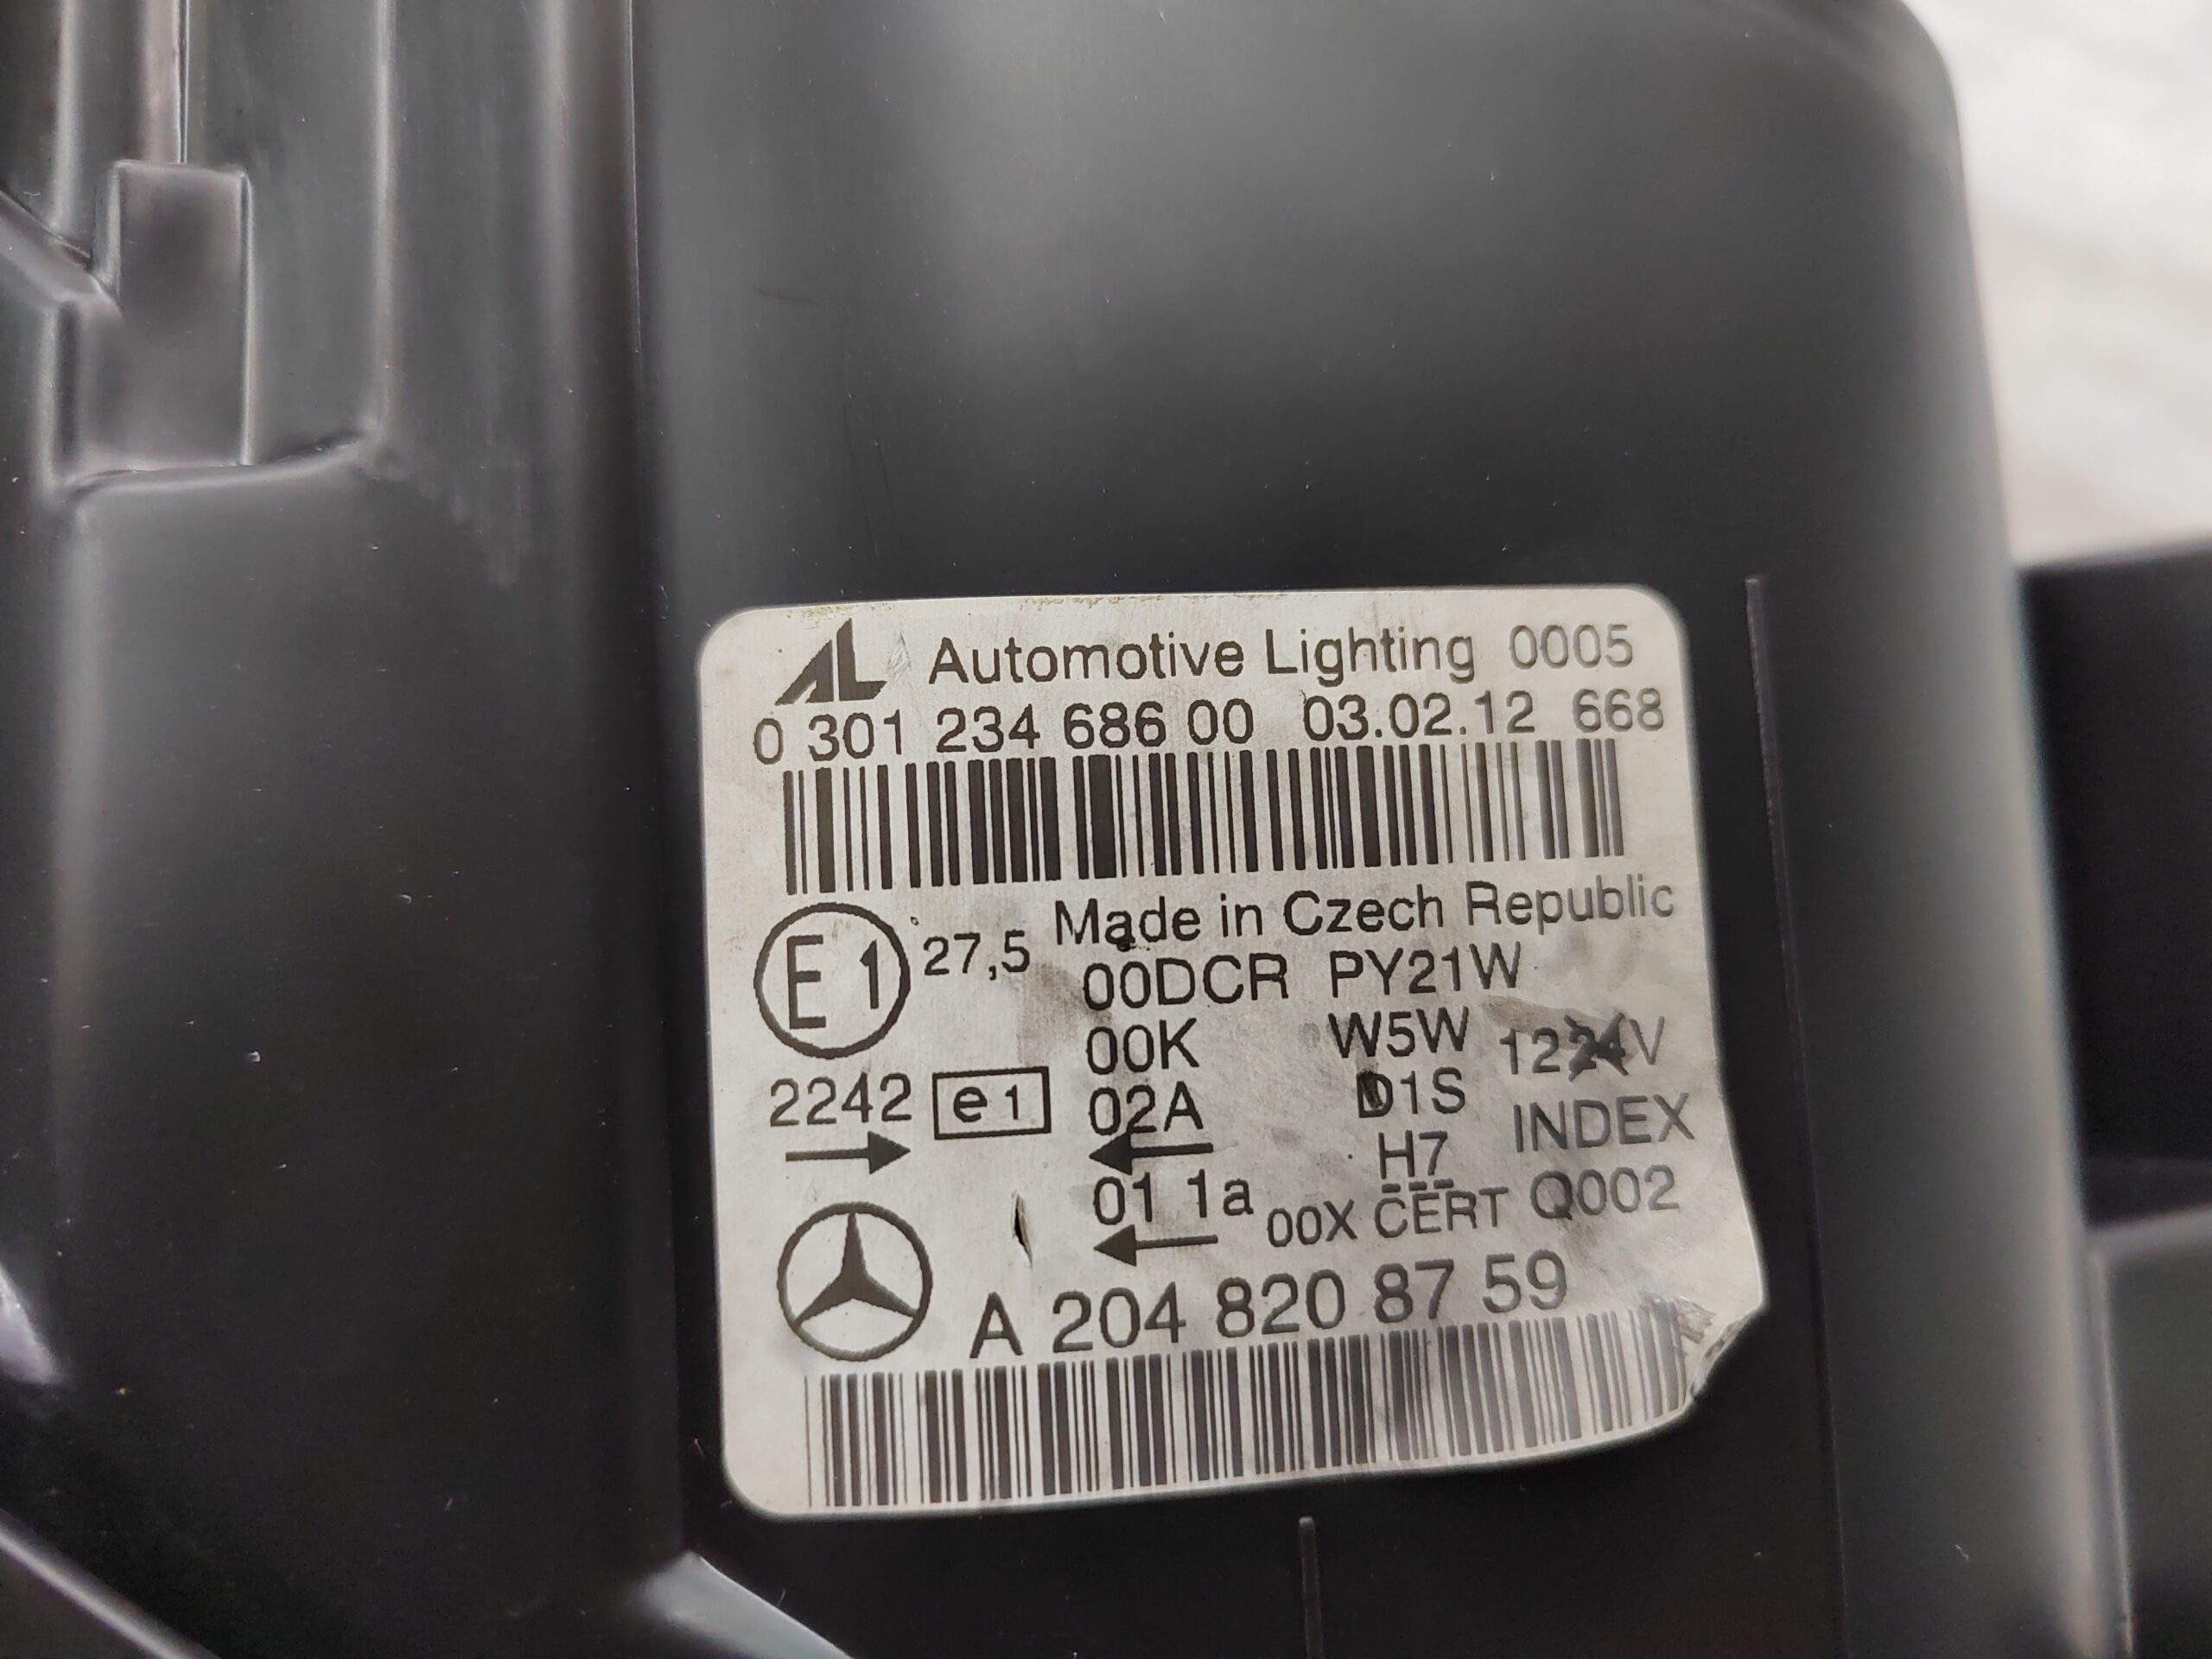 AL Automotive Lighting 0005
0 301 234 686 00 03.02.12 668
Made in Czech Republic
E1 27,5 00DCR PY21W
00K W5W 1224V
2242 e1 02A D1S INDEX
H7
01 1a 00X CERT Q002
A 204 820 87 59